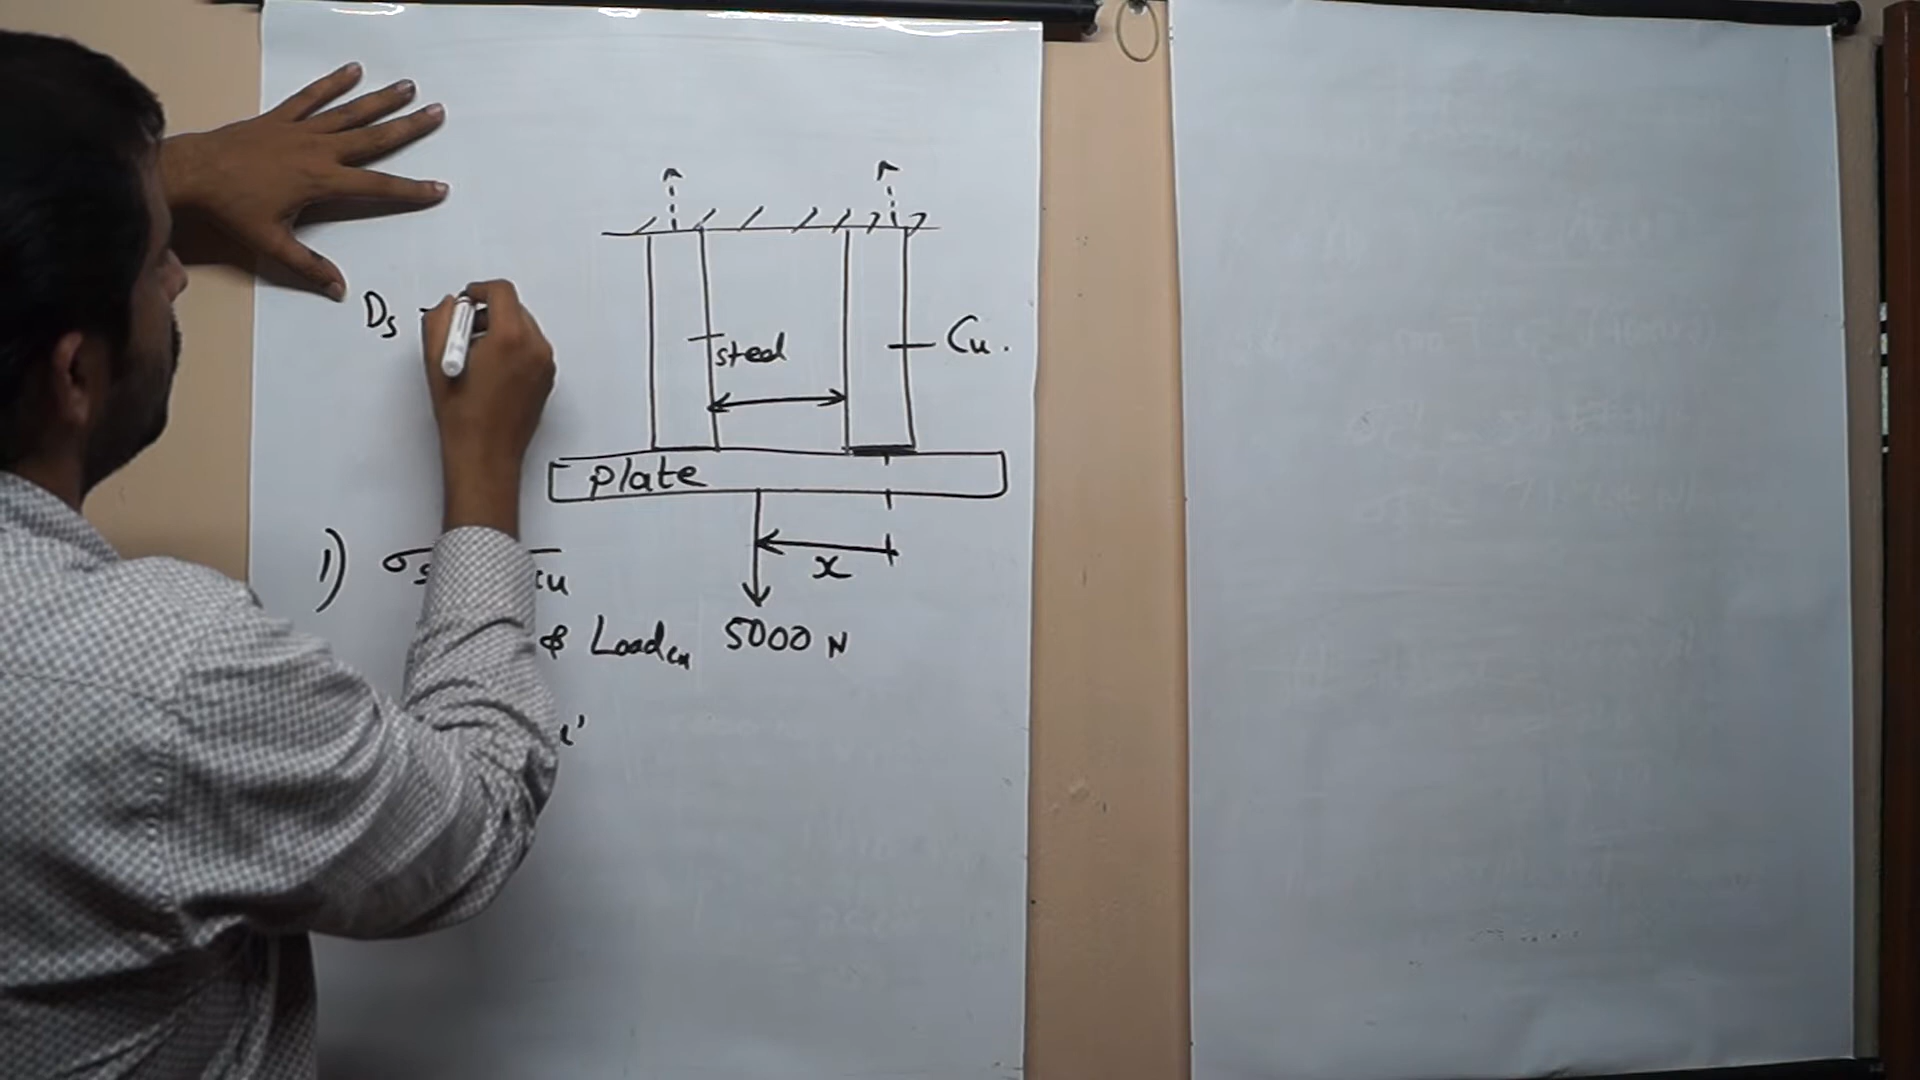 Ds
steel
Cu.
plate
x
1) σs cu
& Loadcu 5000 N